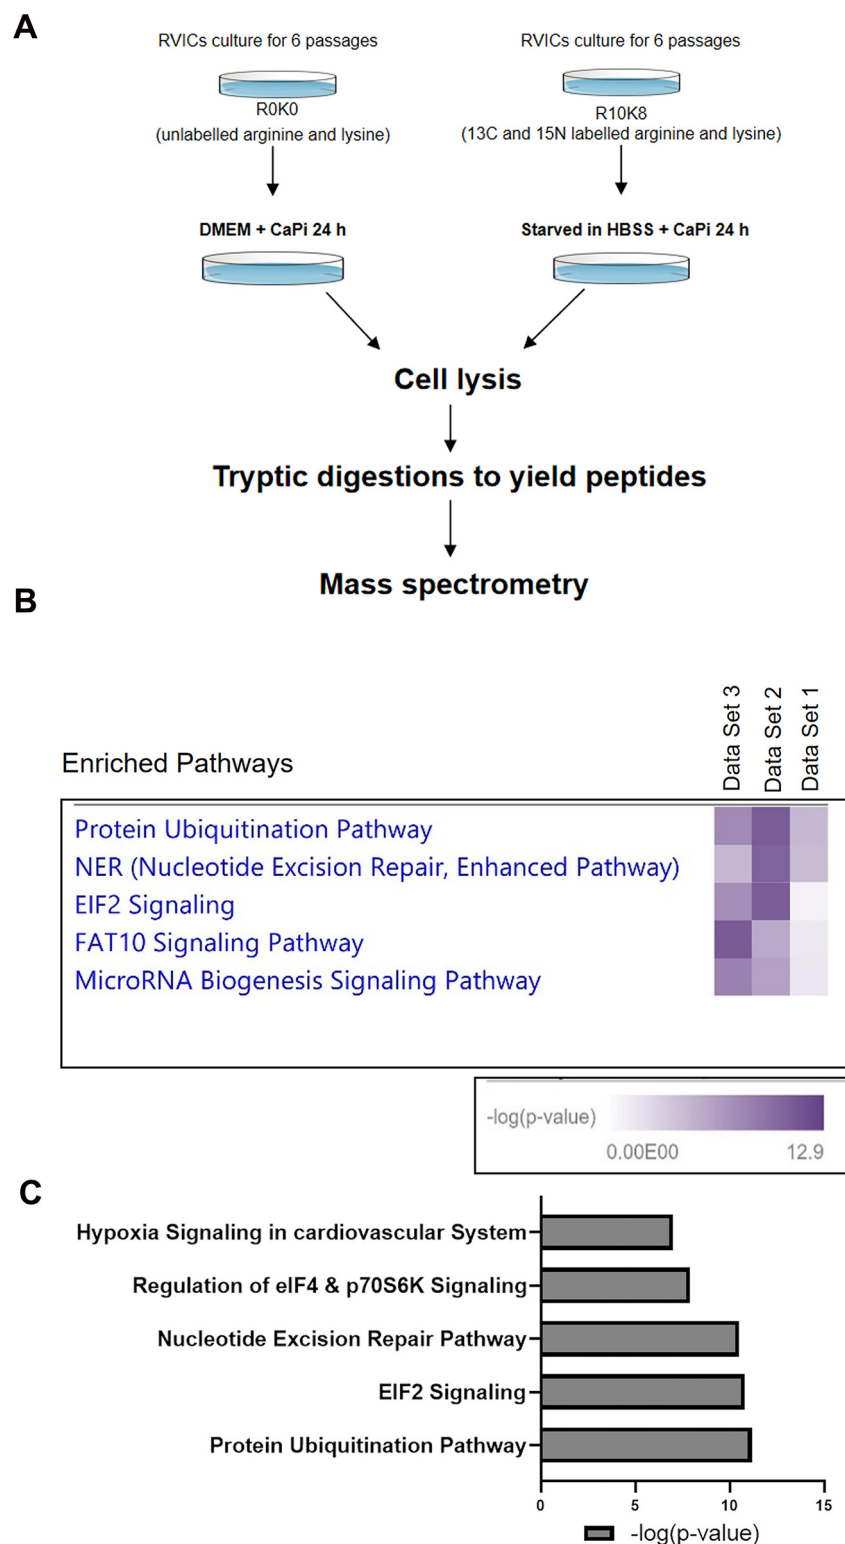 A
RVICs culture for 6 passages
RVICs culture for 6 passages
R0K0
(unlabelled arginine and lysine)
R10K8
(13C and 15N labelled arginine and lysine)
DMEM + CaPi 24 h
Starved in HBSS + CaPi 24 h
Cell lysis
Tryptic digestions to yield peptides
Mass spectrometry
B
Enriched Pathways
Data Set 3
Data Set 2
Data Set 1
Protein Ubiquitination Pathway
NER (Nucleotide Excision Repair, Enhanced Pathway)
EIF2 Signaling
FAT10 Signaling Pathway
MicroRNA Biogenesis Signaling Pathway
-log(p-value)
0.00E00 12.9
C
Hypoxia Signaling in cardiovascular System
Regulation of eIF4 & p70S6K Signaling
Nucleotide Excision Repair Pathway
EIF2 Signaling
Protein Ubiquitination Pathway
0 5 10 15
-log(p-value)